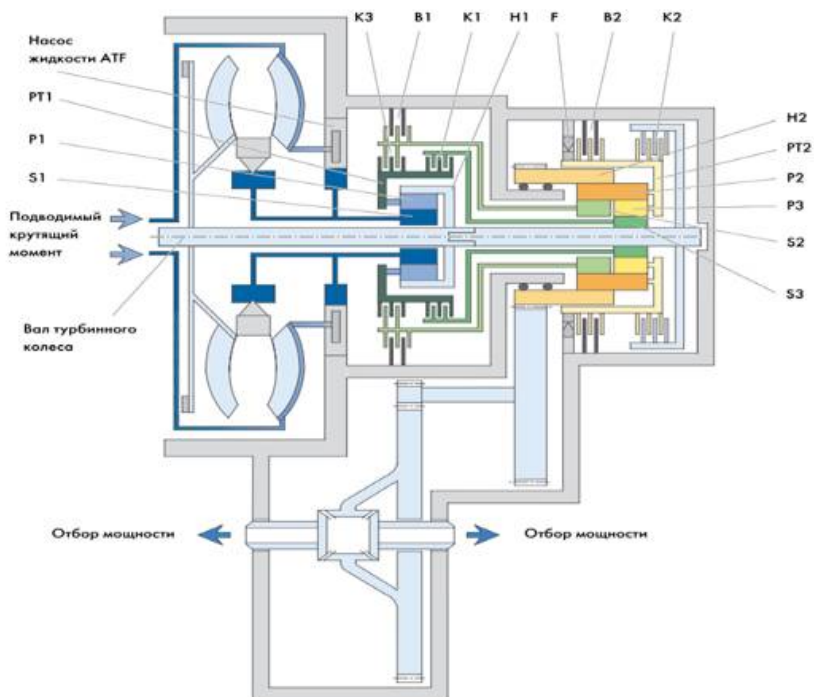 K3
B1
K1
H1
F
B2
K2
Насос
жидкости ATF
PT1
P1
S1
Подводимый
крутящий
момент
Вал турбинного
колеса
H2
PT2
P2
P3
S2
S3
Отбор мощности
Отбор мощности